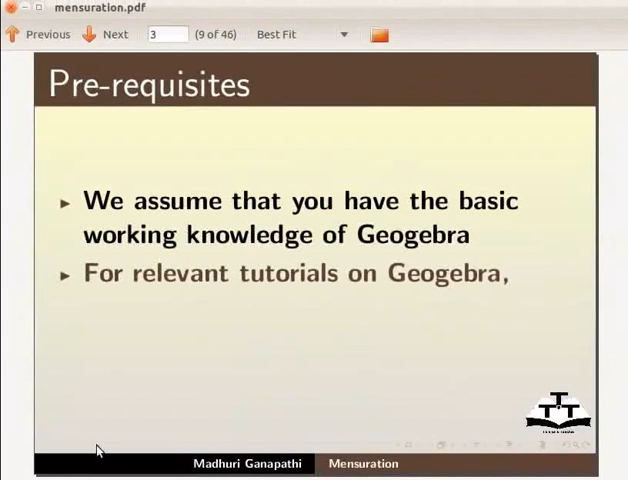 mensuration.pdf
Previous Next 3 (9 of 46) Best Fit
Pre-requisites
We assume that you have the basic
working knowledge of Geogebra
For relevant tutorials on Geogebra,
TTT
Madhuri Ganapathi Mensuration